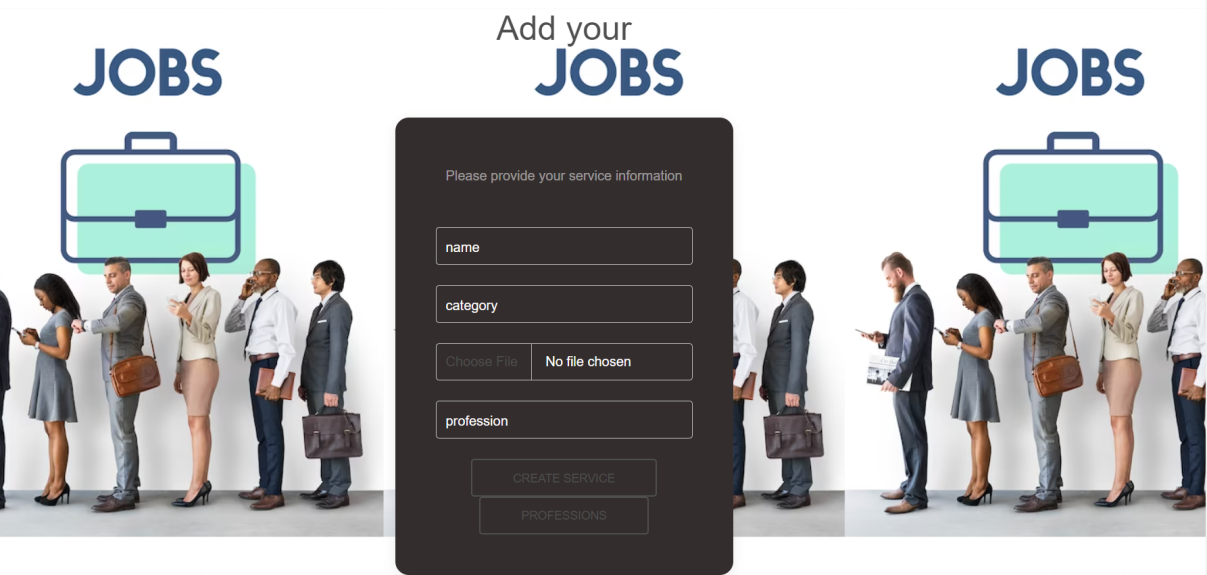 Add your
JOBS JOBS JOBS
Please provide your service information
name
category
Choose File No file chosen
profession
CREATE SERVICE
PROFESSIONS